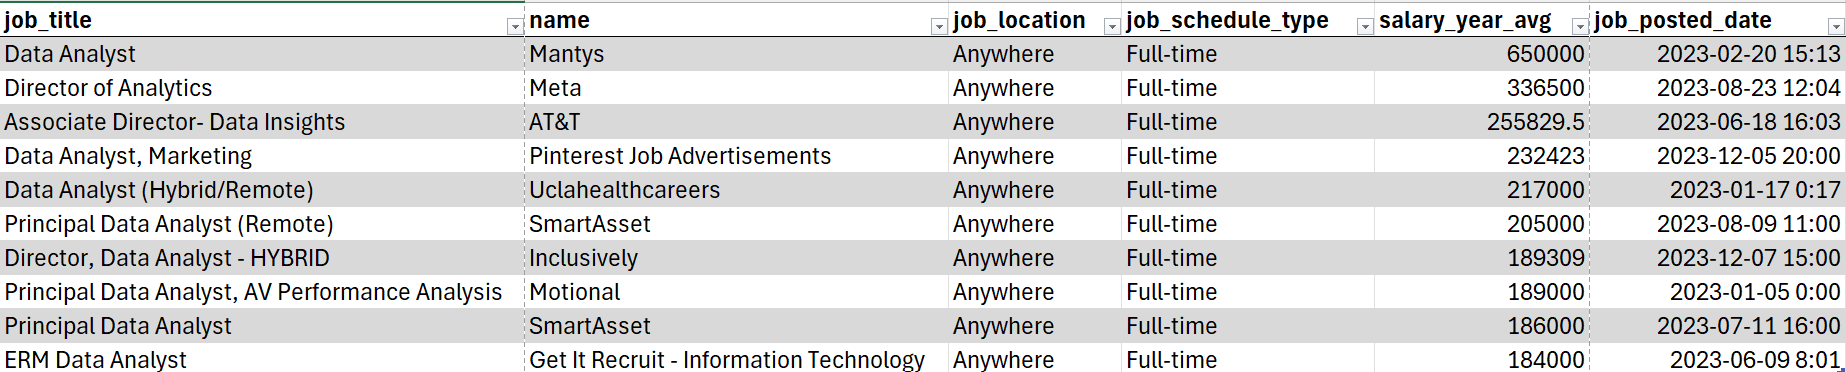 job_title name job_location job_schedule_type salary_year_avg job_posted_date
Data Analyst Mantys Anywhere Full-time 650000 2023-02-20 15:13
Director of Analytics Meta Anywhere Full-time 336500 2023-08-23 12:04
Associate Director- Data Insights AT&T Anywhere Full-time 255829.5 2023-06-18 16:03
Data Analyst, Marketing Pinterest Job Advertisements Anywhere Full-time 232423 2023-12-05 20:00
Data Analyst (Hybrid/Remote) Uclahealthcareers Anywhere Full-time 217000 2023-01-17 0:17
Principal Data Analyst (Remote) SmartAsset Anywhere Full-time 205000 2023-08-09 11:00
Director, Data Analyst - HYBRID Inclusively Anywhere Full-time 189309 2023-12-07 15:00
Principal Data Analyst, AV Performance Analysis Motional Anywhere Full-time 189000 2023-01-05 0:00
Principal Data Analyst SmartAsset Anywhere Full-time 186000 2023-07-11 16:00
ERM Data Analyst Get It Recruit - Information Technology Anywhere Full-time 184000 2023-06-09 8:01